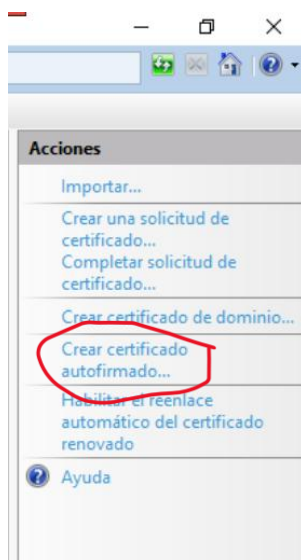 Acciones
Importar...
Crear una solicitud de
certificado...
Completar solicitud de
certificado...
Crear certificado de dominio...
Crear certificado
autofirmado...
Habilitar el reenlace
automático del certificado
renovado
Ayuda